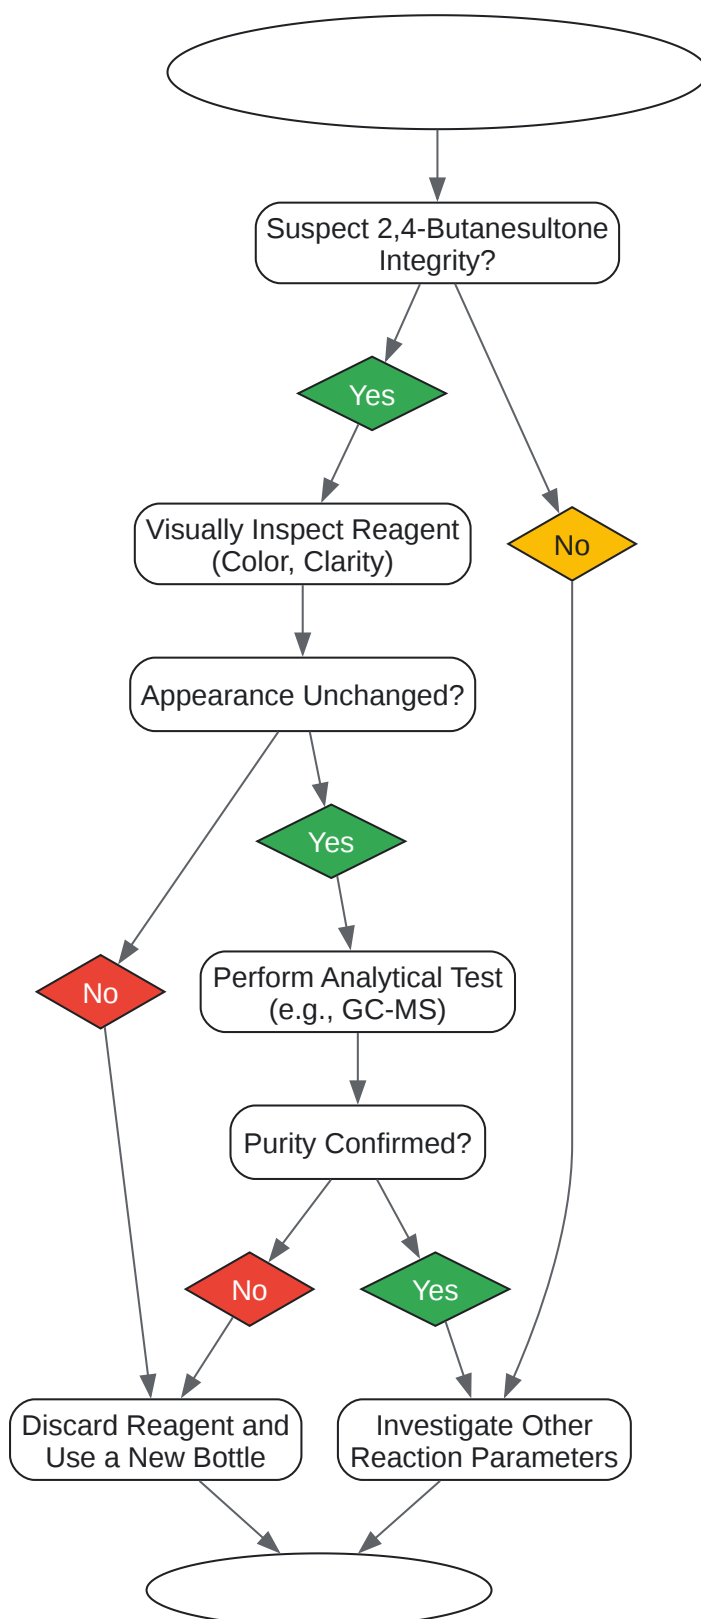 Suspect 2,4-Butanesultone
Integrity?
Yes
Visually Inspect Reagent
(Color, Clarity)
No
Appearance Unchanged?
Yes
No
Perform Analytical Test
(e.g., GC-MS)
Purity Confirmed?
No
Yes
Discard Reagent and
Use a New Bottle
Investigate Other
Reaction Parameters